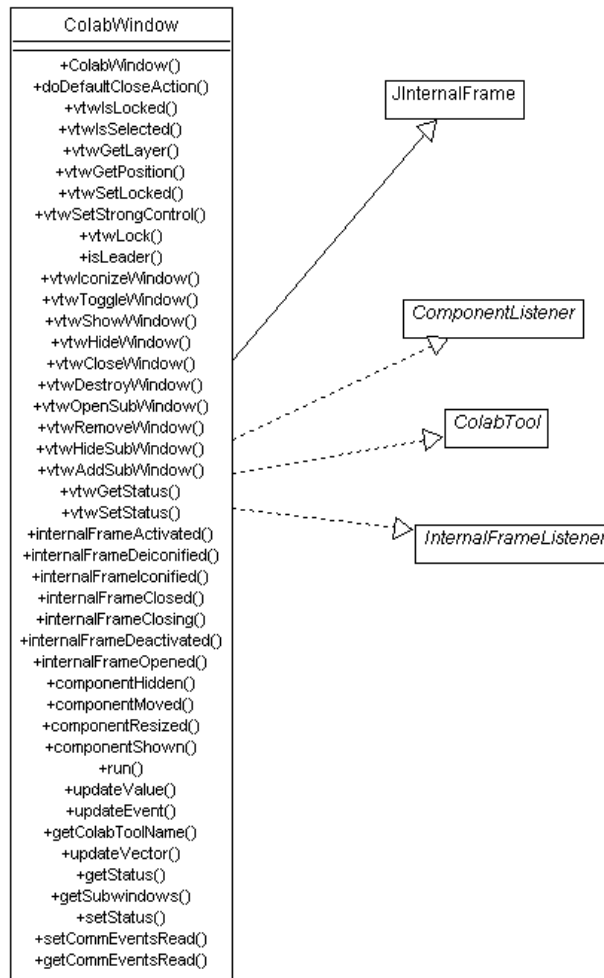 ColabWindow
+ColabWindow()
+doDefaultCloseAction()
+vtwIsLocked()
+vtwIsSelected()
+vtwGetLayer()
+vtwGetPosition()
+vtwSetLocked()
+vtwSetStrongControl()
+vtwLock()
+isLeader()
+vtwIconizeWindow()
+vtwToggleWindow()
+vtwShowWindow()
+vtwHideWindow()
+vtwCloseWindow()
+vtwDestroyWindow()
+vtwOpenSubWindow()
+vtwRemoveWindow()
+vtwHideSubWindow()
+vtwAddSubWindow()
+vtwGetStatus()
+vtwSetStatus()
+internalFrameActivated()
+internalFrameDeiconified()
+internalFrameIconified()
+internalFrameClosed()
+internalFrameClosing()
+internalFrameDeactivated()
+internalFrameOpened()
+componentHidden()
+componentMoved()
+componentResized()
+componentShown()
+run()
+updateValue()
+updateEvent()
+getColabToolName()
+updateVector()
+getStatus()
+getSubwindows()
+setStatus()
+setCommEventsRead()
+getCommEventsRead()
JInternalFrame
ComponentListener
ColabTool
InternalFrameListener